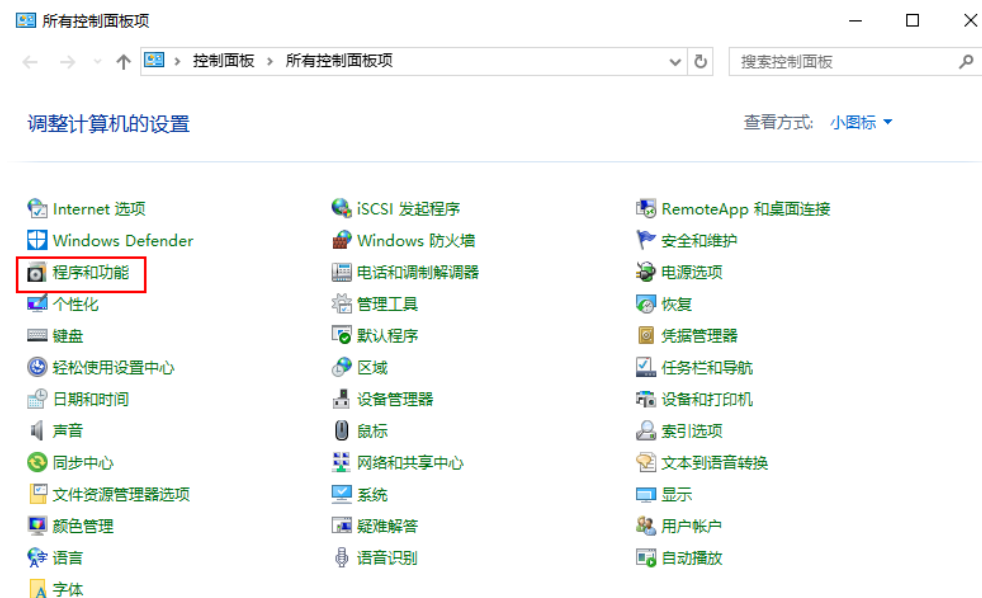 所有控制面板项
控制面板 › 所有控制面板项
搜索控制面板
调整计算机的设置
查看方式: 小图标
Internet 选项
iSCSI 发起程序
RemoteApp 和桌面连接
Windows Defender
Windows 防火墙
安全和维护
程序和功能
电话和调制解调器
电源选项
个性化
管理工具
恢复
键盘
默认程序
凭据管理器
轻松使用设置中心
区域
任务栏和导航
日期和时间
设备管理器
设备和打印机
声音
鼠标
索引选项
同步中心
网络和共享中心
文本到语音转换
文件资源管理器选项
系统
显示
颜色管理
疑难解答
用户帐户
语言
语音识别
自动播放
字体